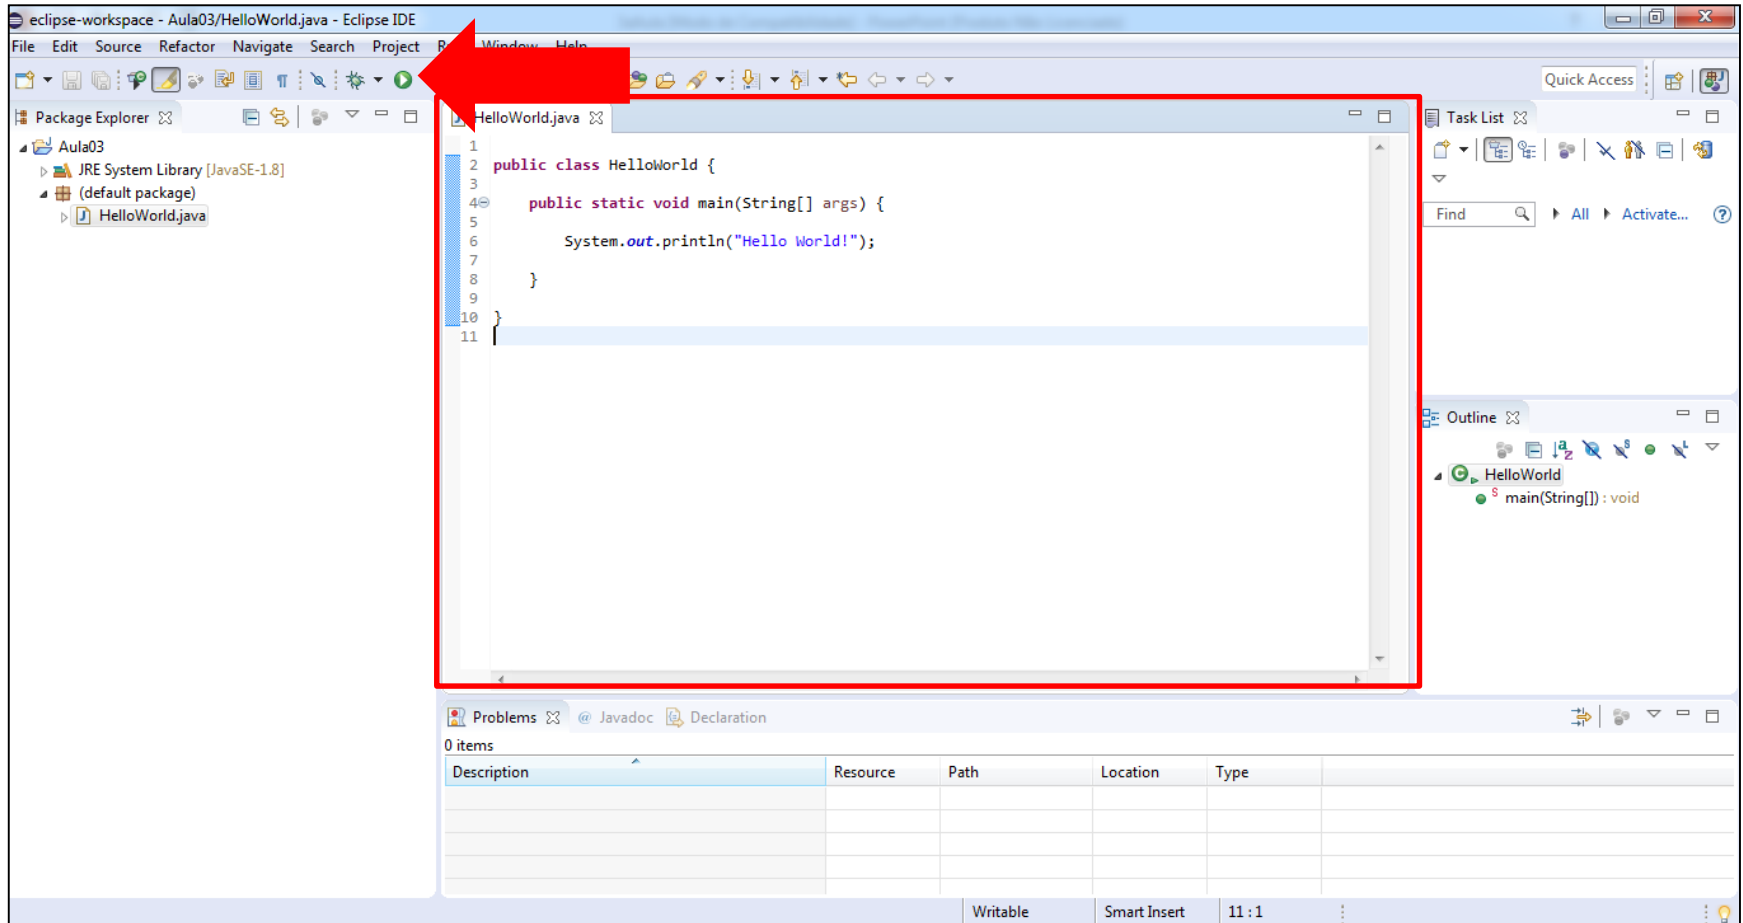 eclipse-workspace - Aula03/HelloWorld.java - Eclipse IDE
File Edit Source Refactor Navigate Search Project Window Help
Quick Access
Package Explorer
Aula03
JRE System Library [JavaSE-1.8]
(default package)
HelloWorld.java
HelloWorld.java
1
2 public class HelloWorld {
3
4 public static void main(String[] args) {
5
6 System.out.println("Hello World!");
7
8 }
9
10 }
11
Task List
Find All Activate...
Outline
HelloWorld
main(String[]) : void
Problems @ Javadoc Declaration
0 items
Description Resource Path Location Type
Writable Smart Insert 11 : 1